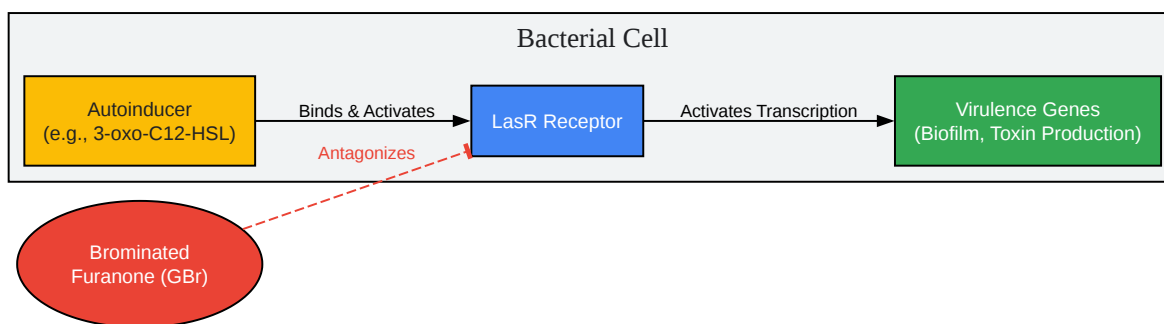 Bacterial Cell
Autoinducer
(e.g., 3-oxo-C12-HSL)
Binds & Activates
LasR Receptor
Activates Transcription
Virulence Genes
(Biofilm, Toxin Production)
Antagonizes
Brominated
Furanone (GBr)